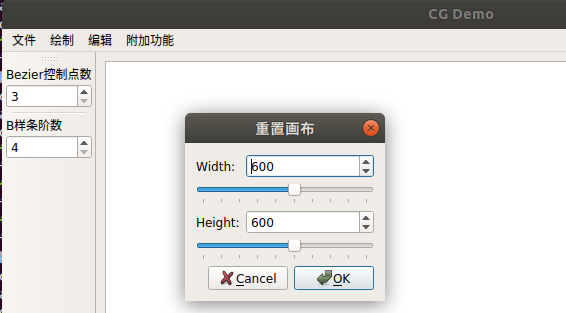 CG Demo
文件 绘制 编辑 附加功能
Bezier控制点数
3
B样条阶数
4
重置画布
Width: 600
Height: 600
Cancel OK